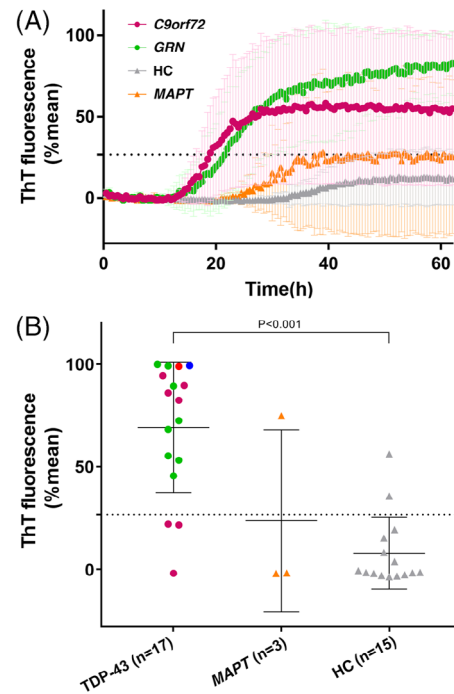 (A)
C9orf72
GRN
HC
MAPT
ThT fluorescence
(%mean)
100
50
0
0
20
40
60
Time(h)
(B)
P<0.001
ThT fluorescence
(%mean)
100
50
0
TDP-43 (n=17)
MAPT (n=3)
HC (n=15)